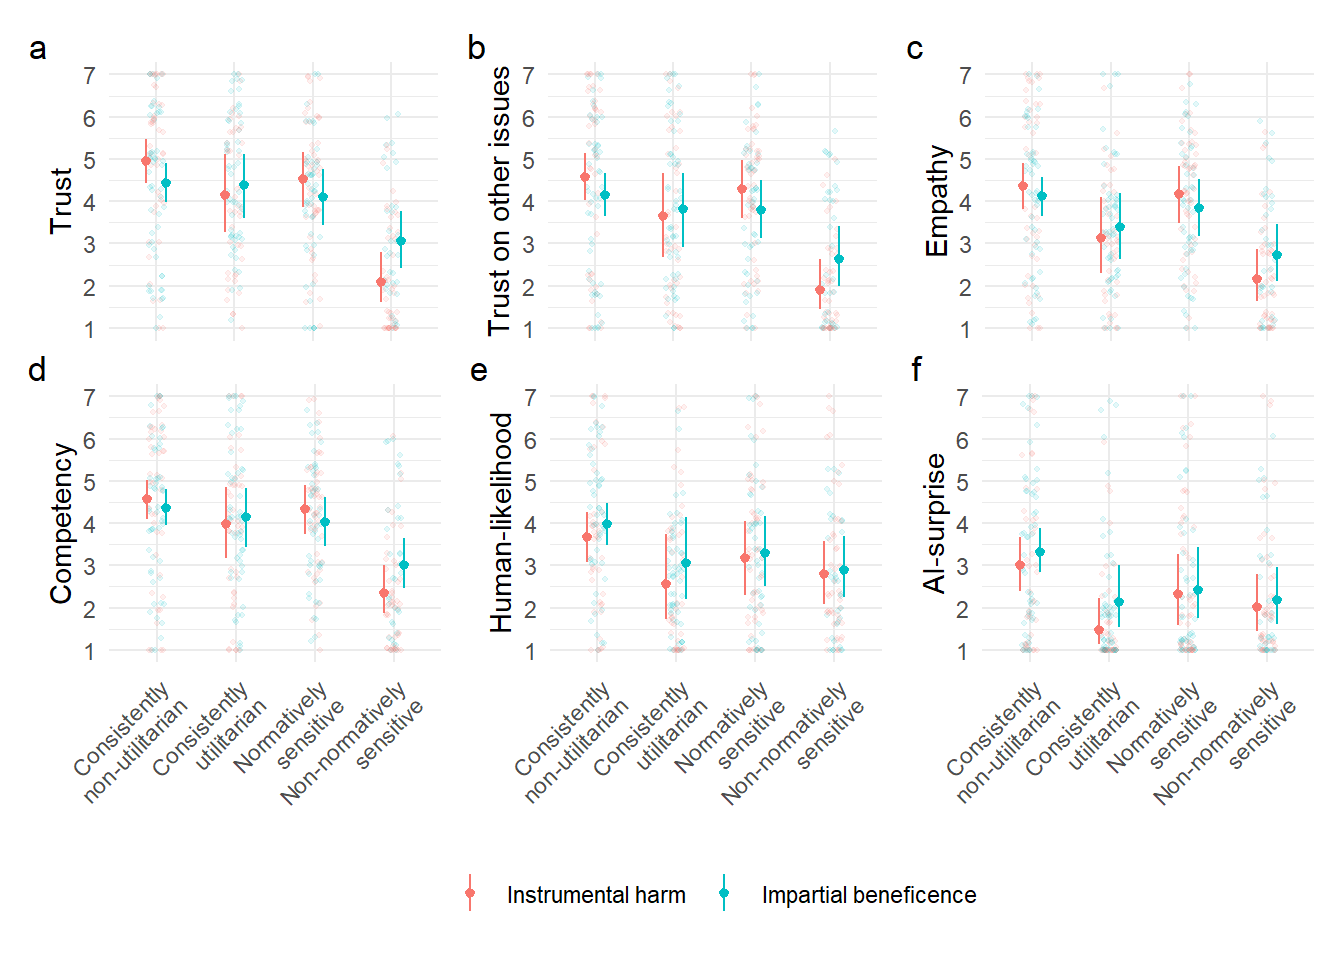 a
Trust
7
6
5
4
3
2
1
b
Trust on other issues
7
6
5
4
3
2
1
c
Empathy
7
6
5
4
3
2
1
d
Competency
7
6
5
4
3
2
1
Consistently
non-utilitarian
Consistently
utilitarian
Normatively
sensitive
Non-normatively
sensitive
e
Human-likelihood
7
6
5
4
3
2
1
Consistently
non-utilitarian
Consistently
utilitarian
Normatively
sensitive
Non-normatively
sensitive
f
AI-surprise
7
6
5
4
3
2
1
Consistently
non-utilitarian
Consistently
utilitarian
Normatively
sensitive
Non-normatively
sensitive
Instrumental harm
Impartial beneficence